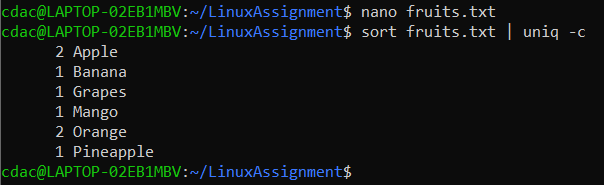 cdac@LAPTOP-02EB1MBV:~/LinuxAssignment$ nano fruits.txt
cdac@LAPTOP-02EB1MBV:~/LinuxAssignment$ sort fruits.txt | uniq -c
      2 Apple
      1 Banana
      1 Grapes
      1 Mango
      2 Orange
      1 Pineapple
cdac@LAPTOP-02EB1MBV:~/LinuxAssignment$